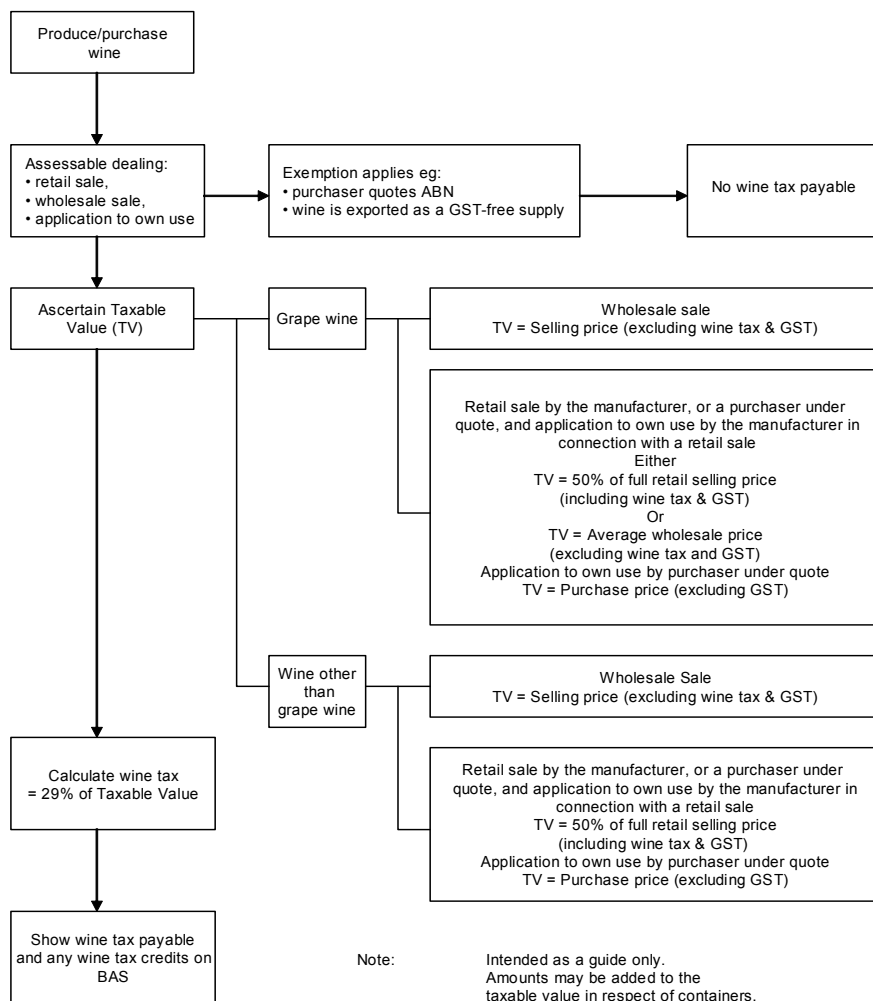 Produce/purchase
wine
Assessable dealing:
• retail sale,
• wholesale sale,
• application to own use
Exemption applies eg:
• purchaser quotes ABN
• wine is exported as a GST-free supply
No wine tax payable
Ascertain Taxable
Value (TV)
Grape wine
Wholesale sale
TV = Selling price (excluding wine tax & GST)
Retail sale by the manufacturer, or a purchaser under
quote, and application to own use by the manufacturer in
connection with a retail sale
Either
TV = 50% of full retail selling price
(including wine tax & GST)
Or
TV = Average wholesale price
(excluding wine tax and GST)
Application to own use by purchaser under quote
TV = Purchase price (excluding GST)
Wine other
than
grape wine
Wholesale Sale
TV = Selling price (excluding wine tax & GST)
Retail sale by the manufacturer, or a purchaser under
quote, and application to own use by the manufacturer in
connection with a retail sale
TV = 50% of full retail selling price
(including wine tax & GST)
Application to own use by purchaser under quote
TV = Purchase price (excluding GST)
Calculate wine tax
= 29% of Taxable Value
Show wine tax payable
and any wine tax credits on
BAS
Note: Intended as a guide only.
Amounts may be added to the
taxable value in respect of containers.